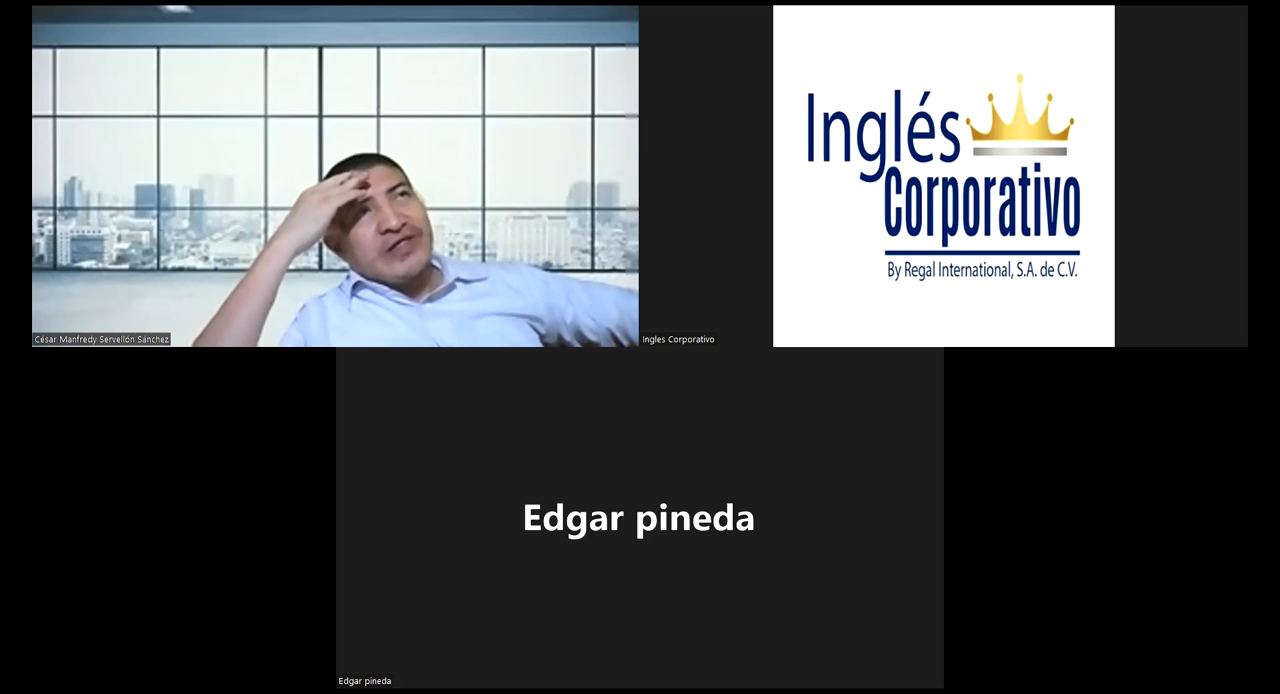 César Manfredy Servellón Sánchez
Inglés
Corporativo
By Regal International, S.A. de C.V.
Ingles Corporativo
Edgar pineda
Edgar pineda